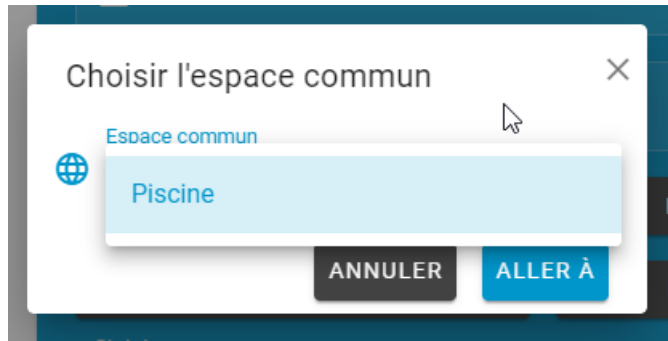 Choisir l'espace commun
Espace commun
Piscine
ANNULER
ALLER À